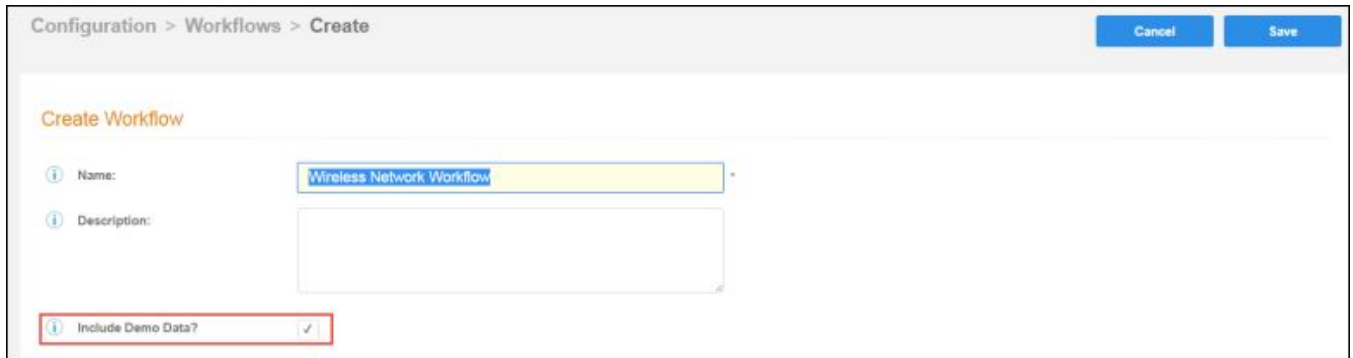 Configuration > Workflows > Create
Cancel
Save
Create Workflow
Name:
Wireless Network Workflow
*
Description:
Include Demo Data?